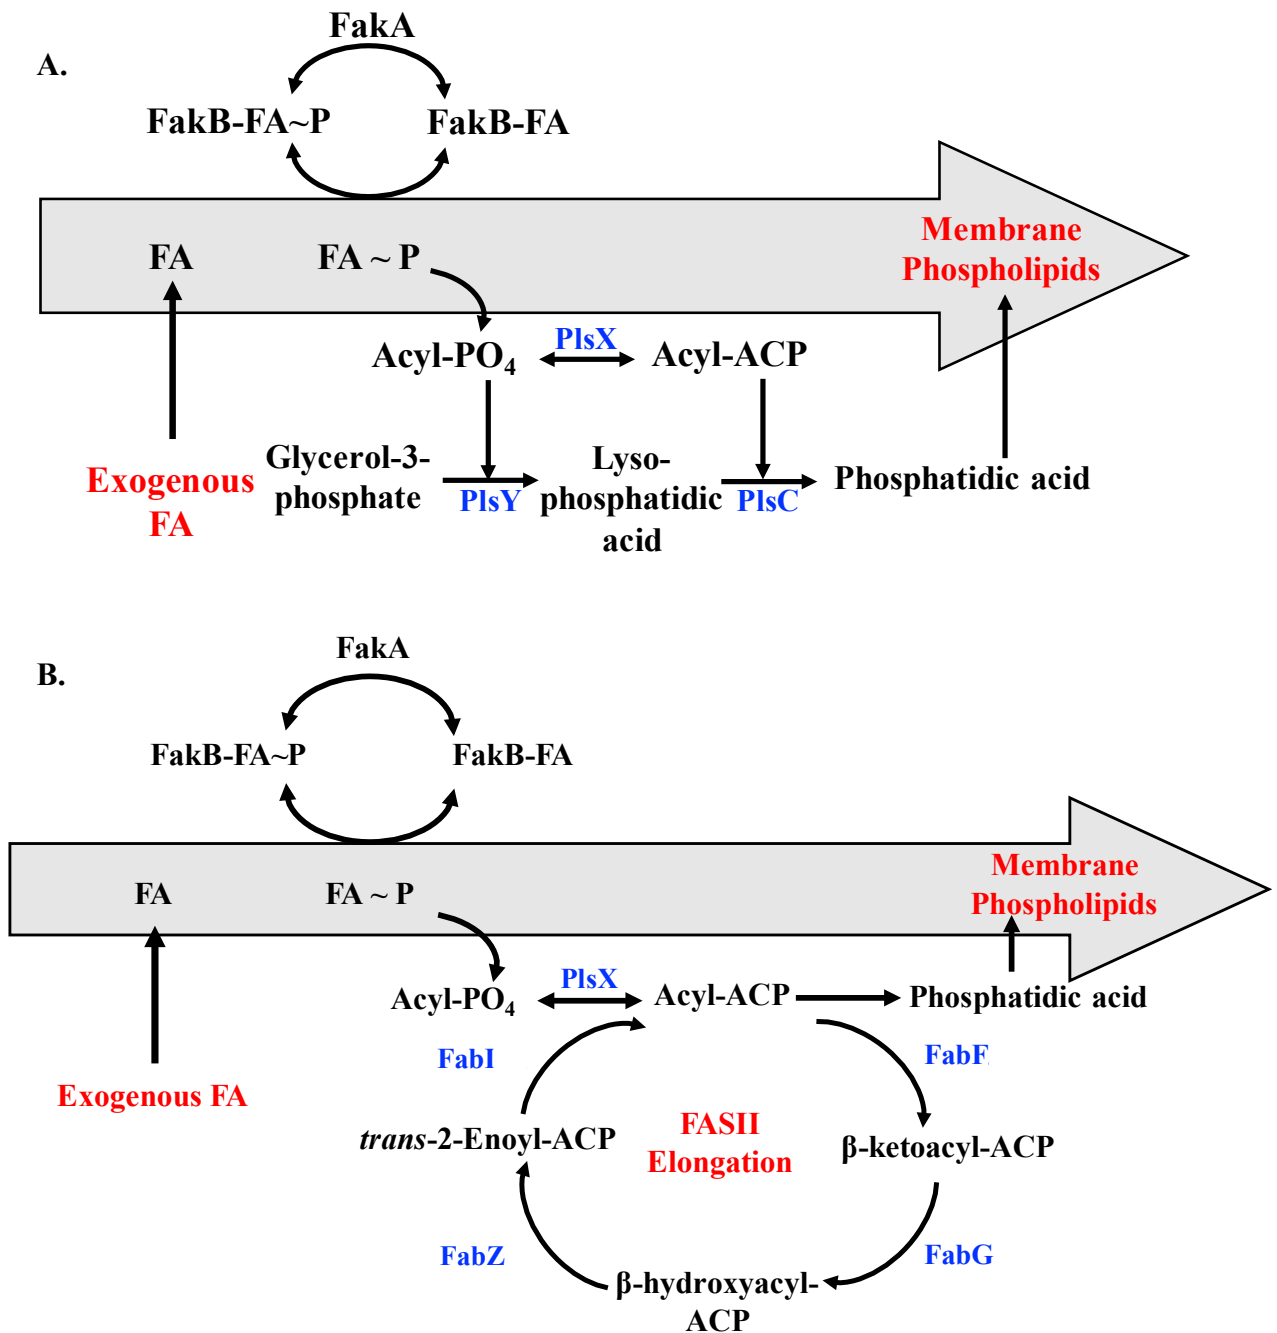 A.
FakA
FakB-FA~P
FakB-FA
FA
FA ~ P
Membrane
Phospholipids
Acyl-PO4
PlsX
Acyl-ACP
Exogenous
FA
Glycerol-3-
phosphate
PlsY
Lyso-
phosphatidic
acid
PlsC
Phosphatidic acid
B.
FakA
FakB-FA~P
FakB-FA
FA
FA ~ P
Membrane
Phospholipids
Acyl-PO4
PlsX
Acyl-ACP
Phosphatidic acid
Exogenous FA
FabI
FabF
trans-2-Enoyl-ACP
FASII
Elongation
β-ketoacyl-ACP
FabZ
FabG
β-hydroxyacyl-
ACP